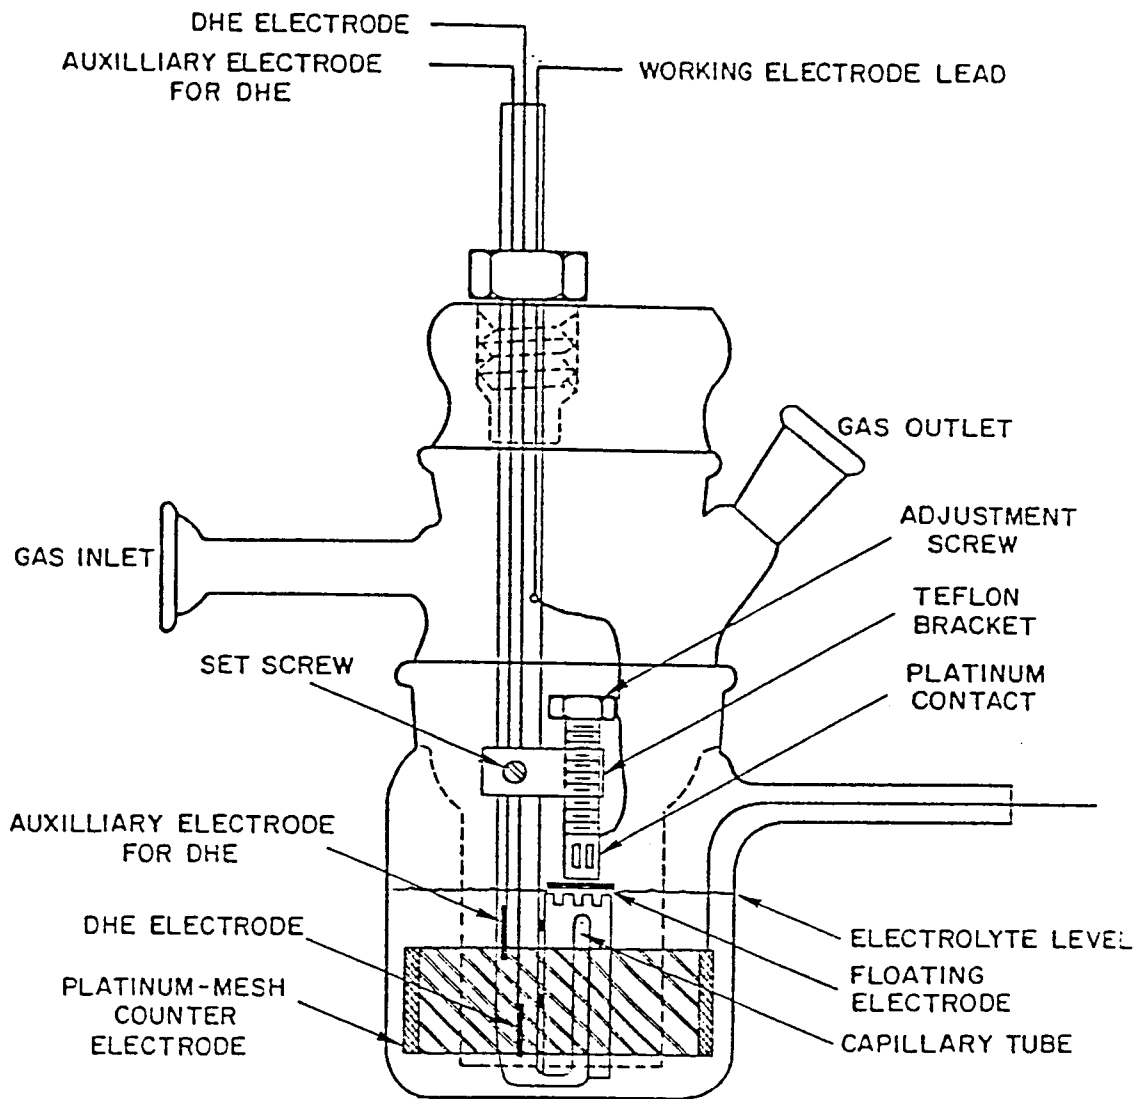 DHE ELECTRODE
AUXILLIARY ELECTRODE
FOR DHE
WORKING ELECTRODE LEAD
GAS OUTLET
ADJUSTMENT
SCREW
GAS INLET
TEFLON
BRACKET
SET SCREW
PLATINUM
CONTACT
AUXILLIARY ELECTRODE
FOR DHE
DHE ELECTRODE
ELECTROLYTE LEVEL
PLATINUM-MESH
COUNTER
ELECTRODE
FLOATING
ELECTRODE
CAPILLARY TUBE